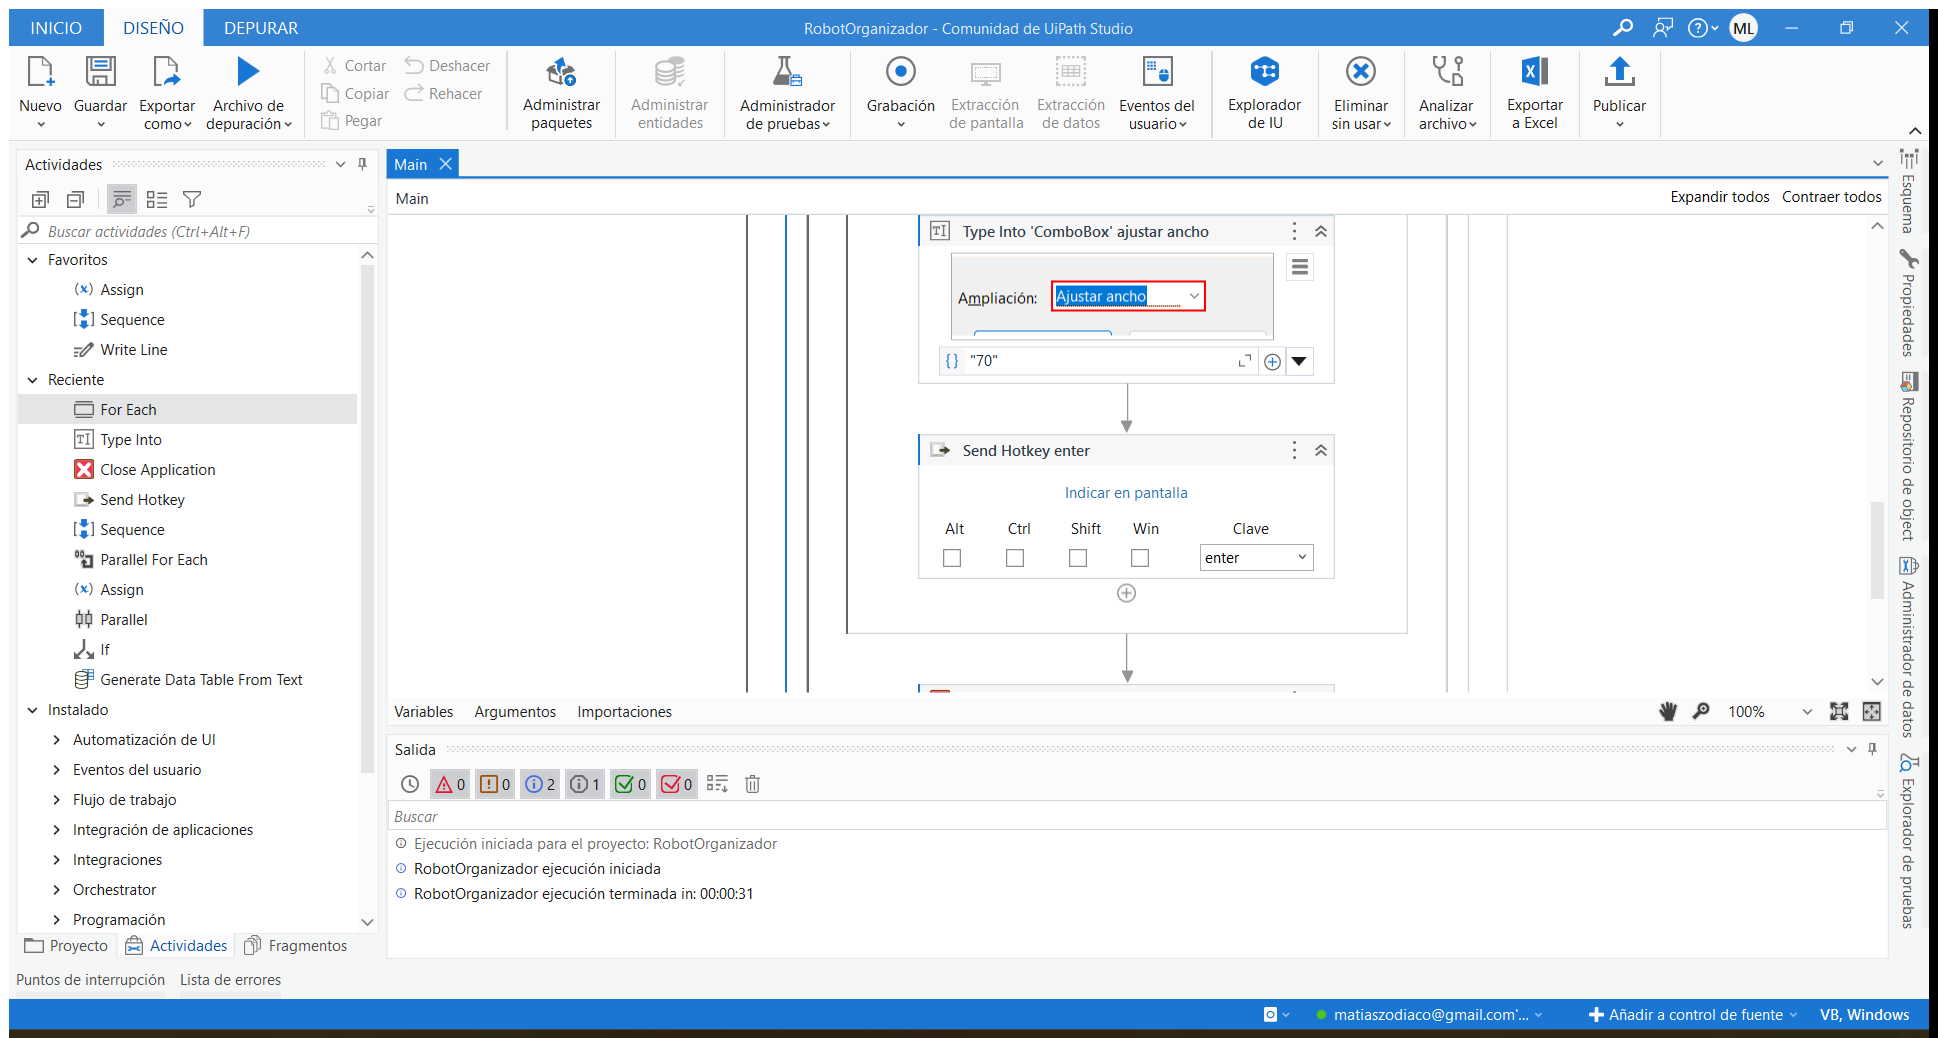 INICIO DISEÑO DEPURAR RobotOrganizador - Comunidad de UiPath Studio ML
Nuevo
Guardar
Exportar como
Archivo de depuración
Cortar
Copiar
Pegar
Deshacer
Rehacer
Administrar paquetes
Administrar entidades
Administrador de pruebas
Grabación
Extracción de pantalla
Extracción de datos
Eventos del usuario
Explorador de IU
Eliminar sin usar
Analizar archivo
Exportar a Excel
Publicar
Actividades
Buscar actividades (Ctrl+Alt+F)
Favoritos
Assign
Sequence
Write Line
Reciente
For Each
Type Into
Close Application
Send Hotkey
Sequence
Parallel For Each
Assign
Parallel
If
Generate Data Table From Text
Instalado
Automatización de UI
Eventos del usuario
Flujo de trabajo
Integración de aplicaciones
Integraciones
Orchestrator
Programación
Proyecto Actividades Fragmentos
Puntos de interrupción Lista de errores
Main
Main Expandir todos Contraer todos
Type Into 'ComboBox' ajustar ancho
Ampliación: Ajustar ancho
"70"
Send Hotkey enter
Indicar en pantalla
Alt Ctrl Shift Win Clave
enter
Variables Argumentos Importaciones 100%
Salida
0 0 2 1 0 0
Buscar
Ejecución iniciada para el proyecto: RobotOrganizador
RobotOrganizador ejecución iniciada
RobotOrganizador ejecución terminada in: 00:00:31
Esquema
Propiedades
Repositorio de object
Administrador de datos
Explorador de pruebas
matiaszodiaco@gmail.com'... Añadir a control de fuente VB, Windows